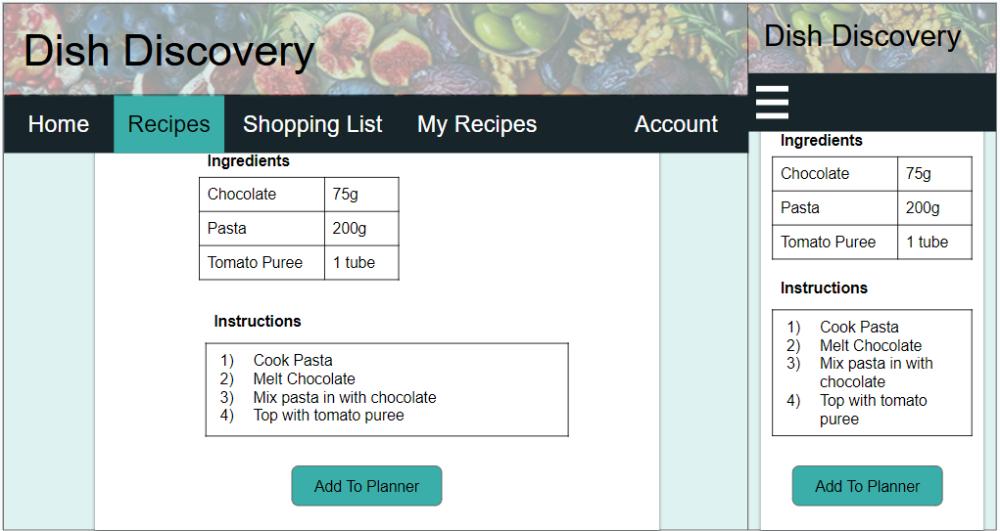 Dish Discovery
Home Recipes Shopping List My Recipes Account
Ingredients
Chocolate 75g
Pasta 200g
Tomato Puree 1 tube
Instructions
1) Cook Pasta
2) Melt Chocolate
3) Mix pasta in with chocolate
4) Top with tomato puree
Add To Planner
Dish Discovery
Ingredients
Chocolate 75g
Pasta 200g
Tomato Puree 1 tube
Instructions
1) Cook Pasta
2) Melt Chocolate
3) Mix pasta in with
chocolate
4) Top with tomato
puree
Add To Planner